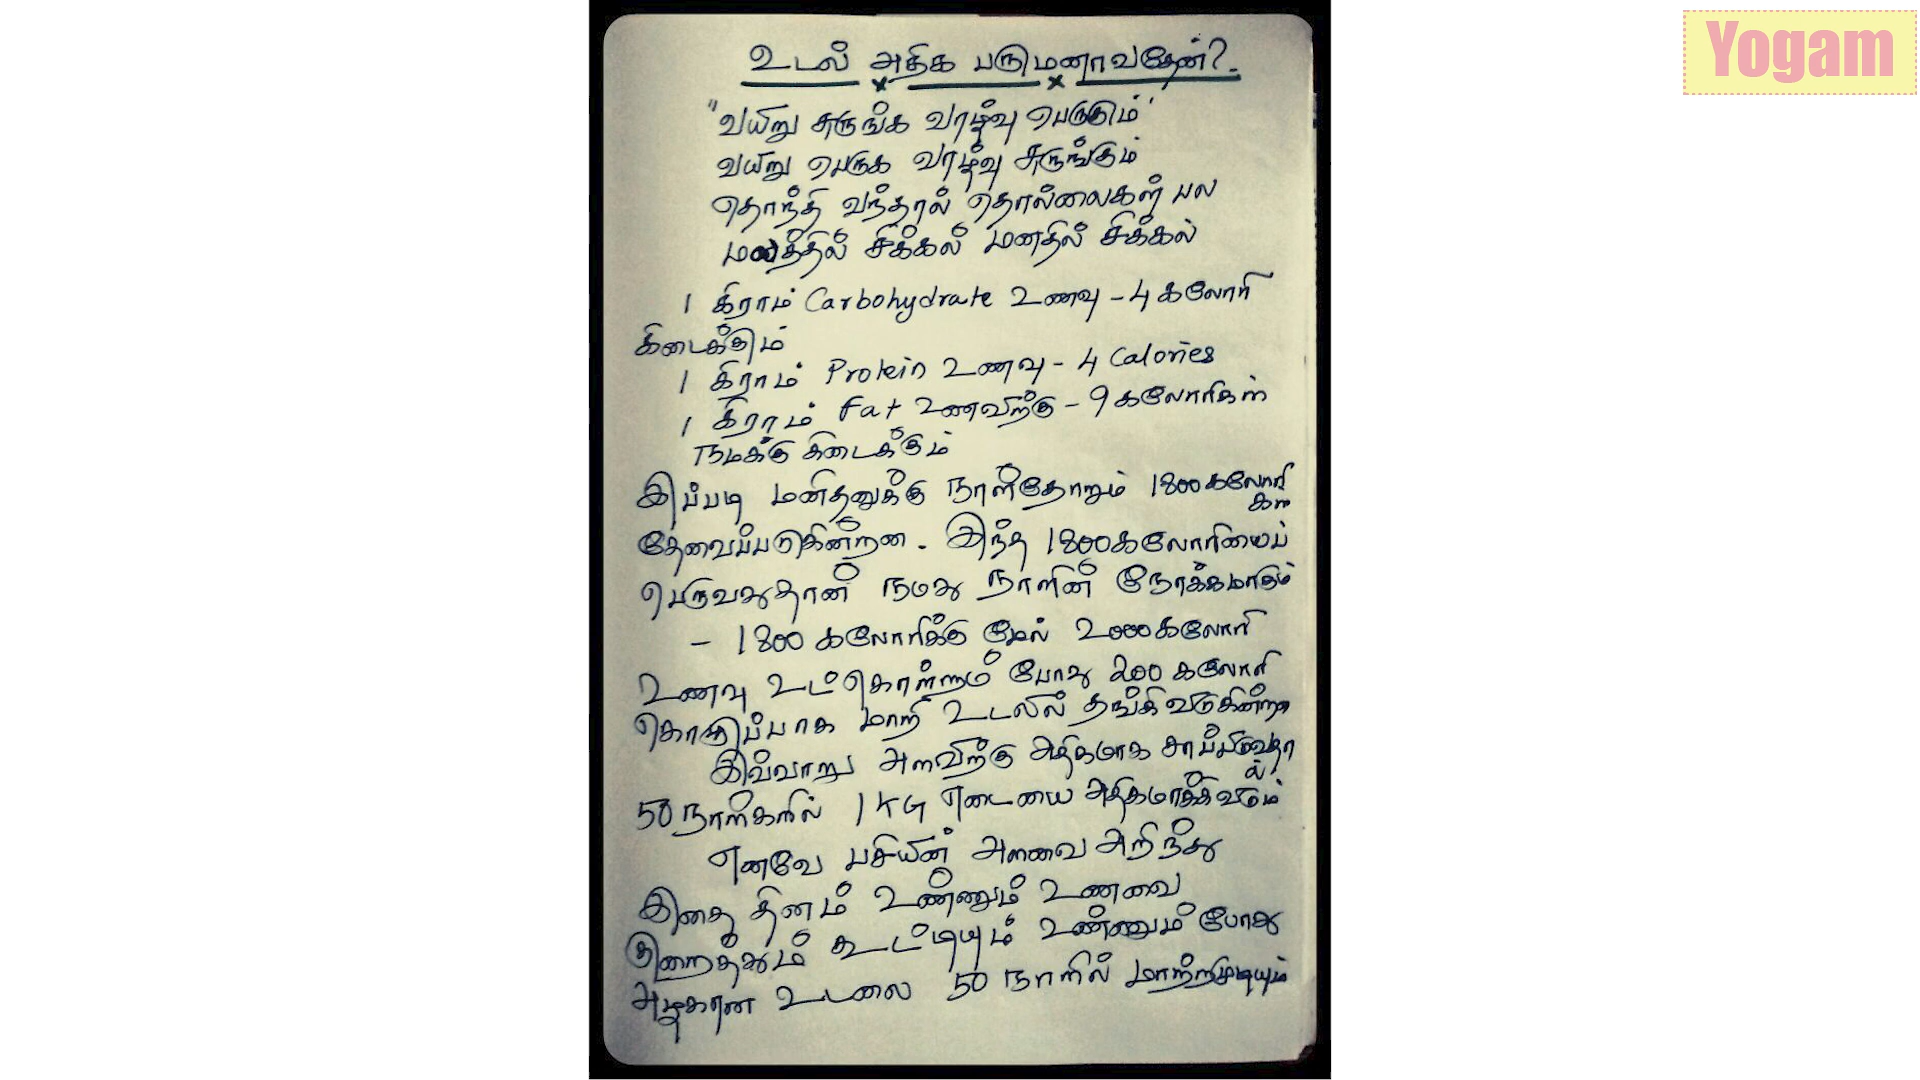 Yogam
உடல் அதிக பருமனாவதேன்?
"வயிறு சுருங்க வாழ்வு பெருகும்"
வயிறு பெருக வாழ்வு சுருங்கும்
தொந்தி வந்தால் தொல்லைகள் பல
மலத்தில் சிக்கல் மனதில் சிக்கல்
1 கிராம் Carbohydrate உணவு - 4 கலோரி
கிடைக்கும்
1 கிராம் Protein உணவு - 4 Calories
1 கிராம் Fat உணவிற்கு - 9 கலோரிகள்
நமக்கு கிடைக்கும்
இப்படி மனிதனுக்கு நாள்தோறும் 1800 கலோரி
கள்
தேவைப்படுகின்றன. இந்த 1800 கலோரியைப்
பெருவதுதான் நமது நாளின் நோக்கமாகும்
- 1800 கலோரிக்கு மேல் 2000 கலோரி
உணவு உட்கொள்ளும் போது 200 கலோரி
கொழுப்பாக மாறி உடலில் தங்கிவிடுகின்றன
இவ்வாறு அளவிற்கு அதிகமாக சாப்பிடுவதா
ல்
50 நாள்களில் 1 KG எடையை அதிகமாக்கிவிடும்
எனவே பசியின் அளவை அறிந்து
இதை தினம் உண்ணும் உணவை
குறைத்தும் கூட்டியும் உண்ணும் போது
அழகான உடலை 50 நாளில் மாற்றமுடியும்